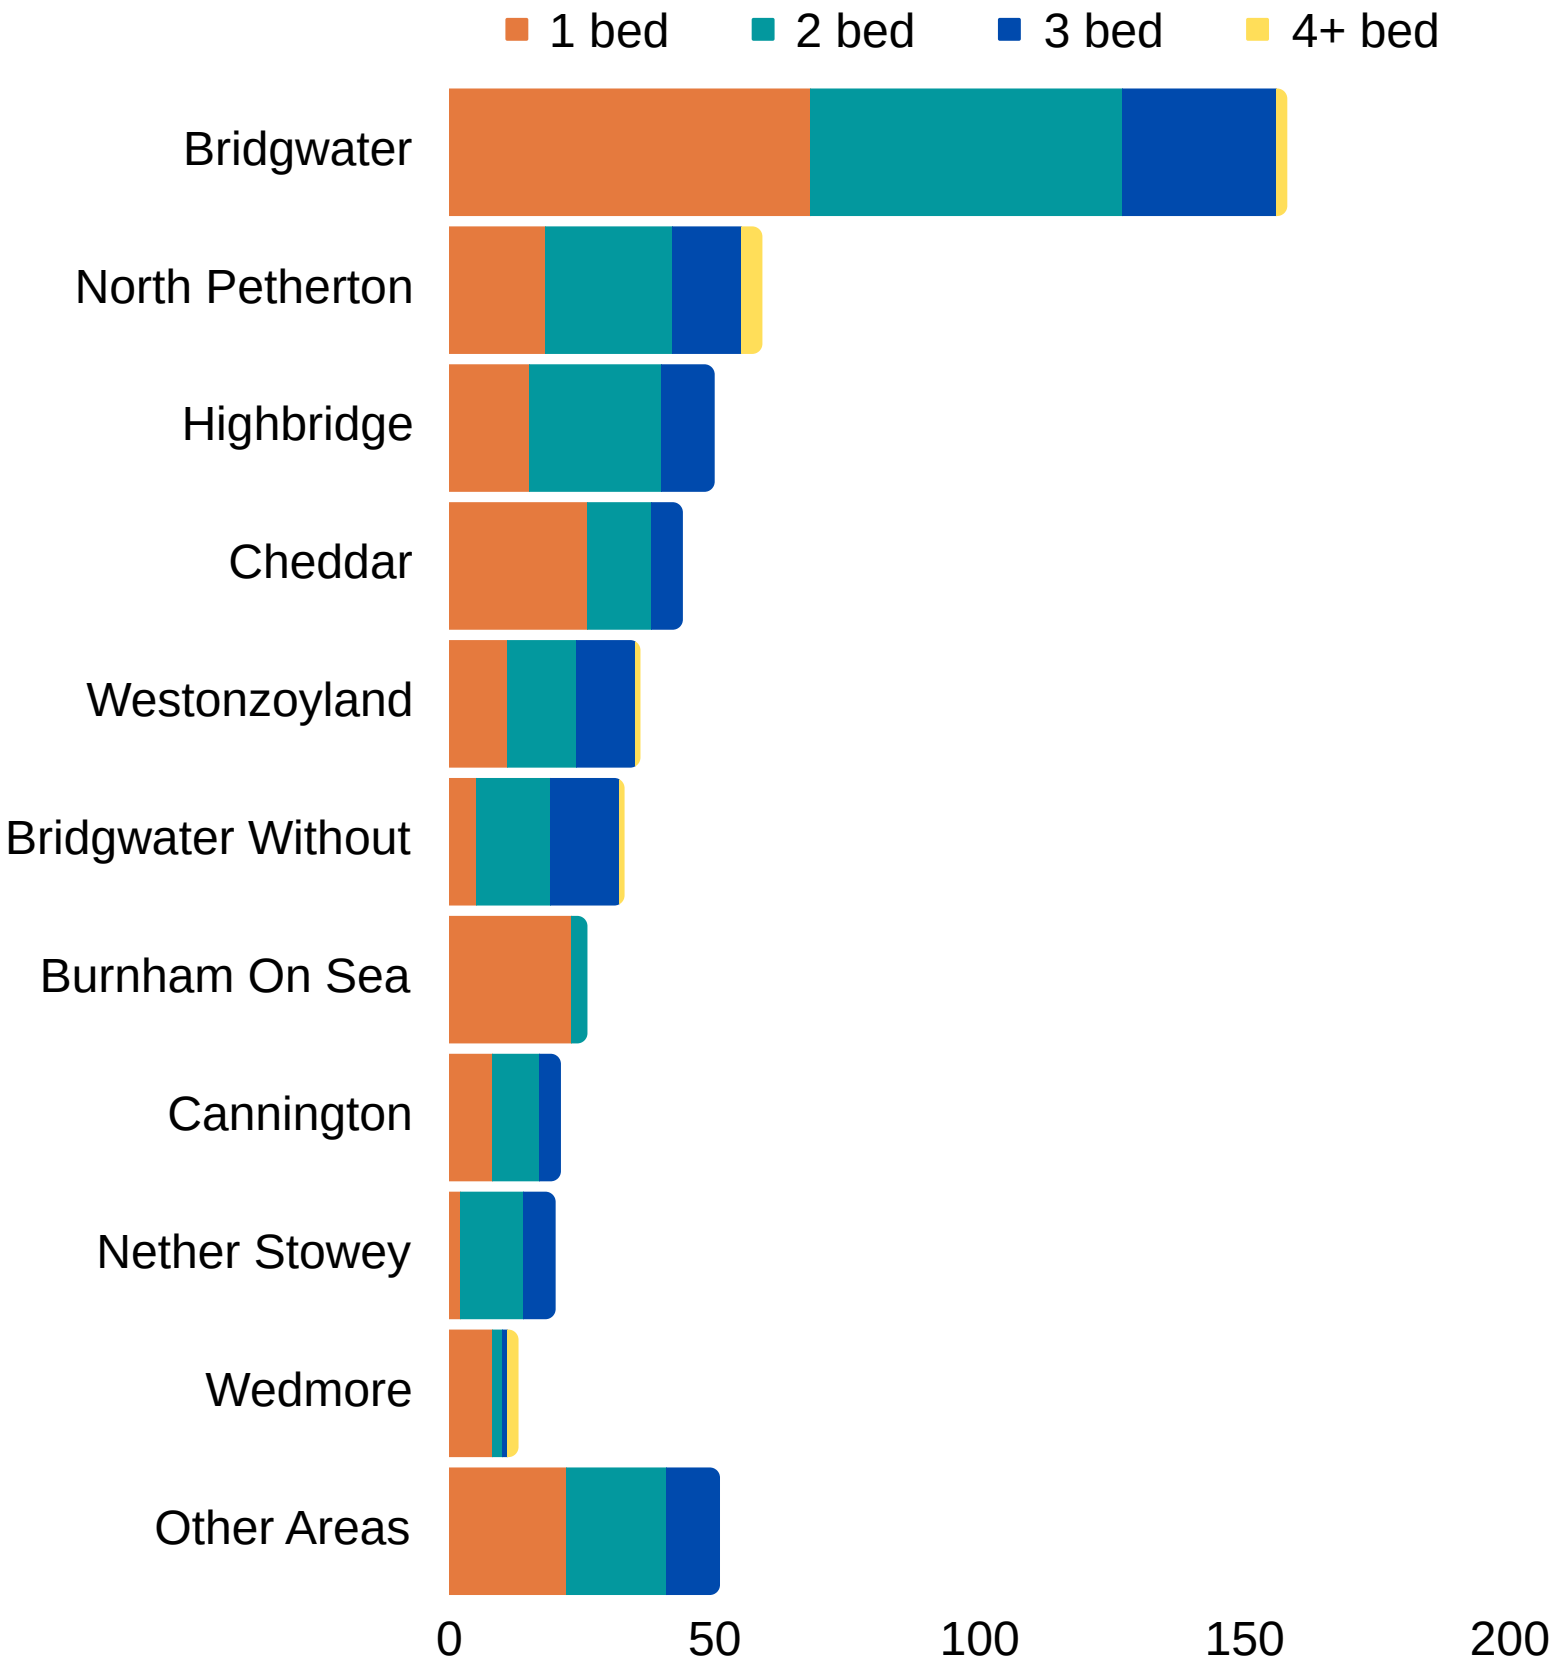 1 bed 2 bed 3 bed 4+ bed
Bridgwater
North Petherton
Highbridge
Cheddar
Westonzoyland
Bridgwater Without
Burnham On Sea
Cannington
Nether Stowey
Wedmore
Other Areas
0 50 100 150 200